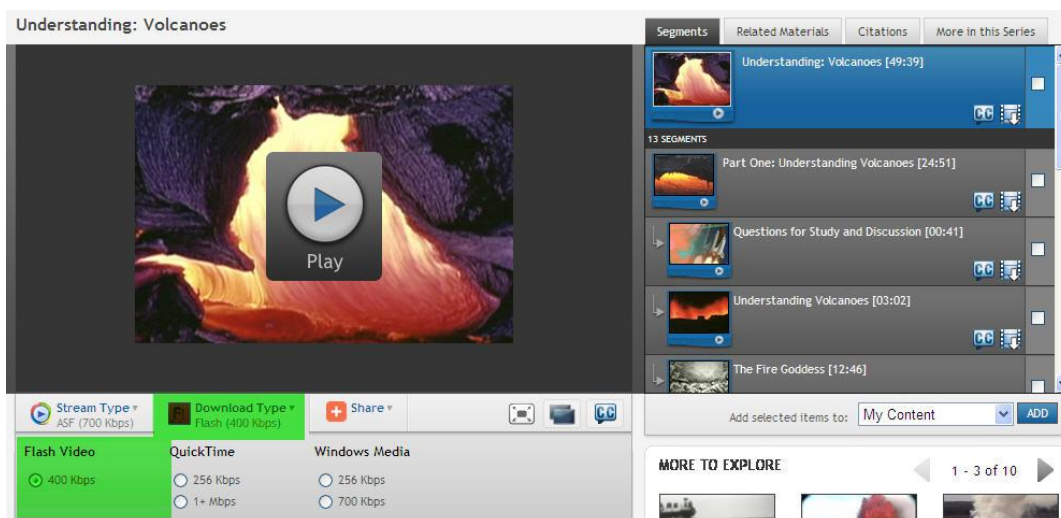 Understanding: Volcanoes
Play
Stream Type
ASF (700 Kbps)
Download Type
Flash (400 Kbps)
Share
CC
Flash Video
400 Kbps
QuickTime
256 Kbps
1+ Mbps
Windows Media
256 Kbps
700 Kbps
Segments
Related Materials
Citations
More in this Series
Understanding: Volcanoes [49:39]
CC
13 SEGMENTS
Part One: Understanding Volcanoes [24:51]
CC
Questions for Study and Discussion [00:41]
CC
Understanding Volcanoes [03:02]
CC
The Fire Goddess [12:46]
Add selected items to: My Content ADD
MORE TO EXPLORE 1 - 3 of 10